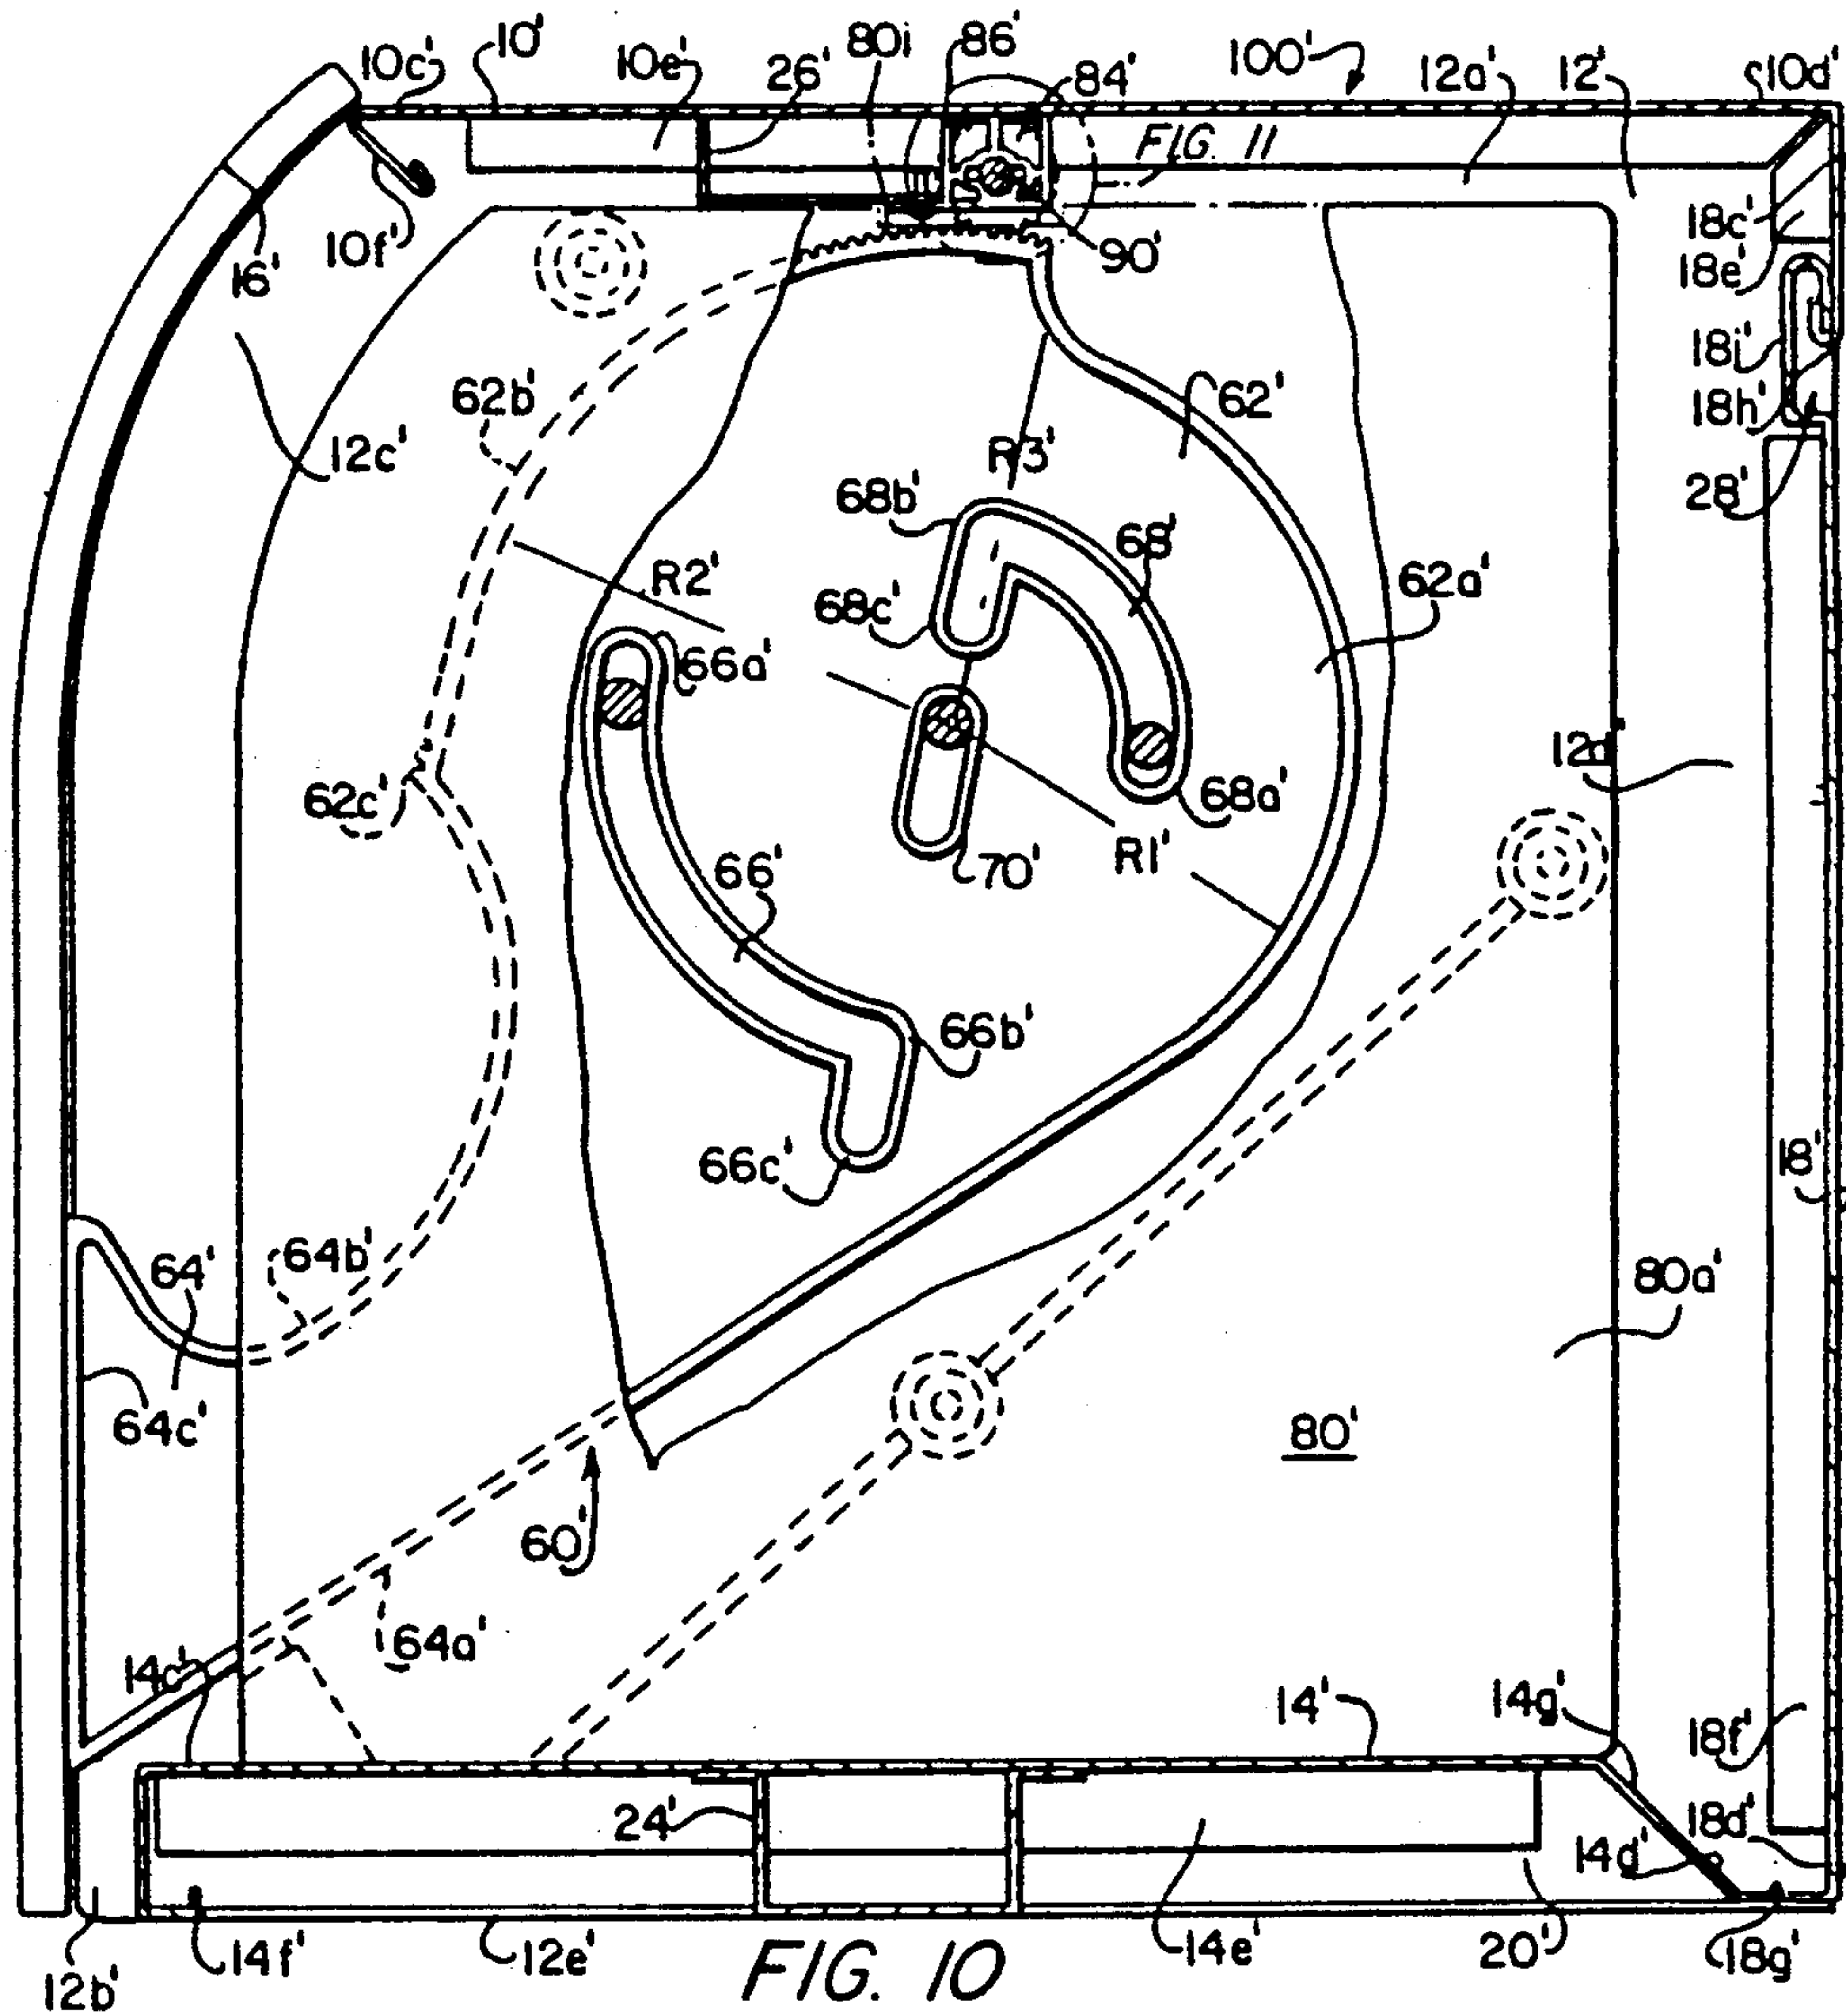 10c' 10' 10e' 26' 80i 86' 84' 100' 12a' 12' 10d'
FIG. 11
16' 10f' 90' 18c'
18e'
62b' 62' 18i'
18h'
12c' R3' 28'
68b' 68'
R2' 68c' 62a'
66a'
12d'
62c' 68a'
66' 70' R1'
66b'
66c' 18'
64' 64b' 80a'
64c' 80'
60'
14c' 64a' 14' 14g'
18f'
24' 14d' 18d'
12b' 14f' 12e' 14e' 20' 18g'
FIG. 10